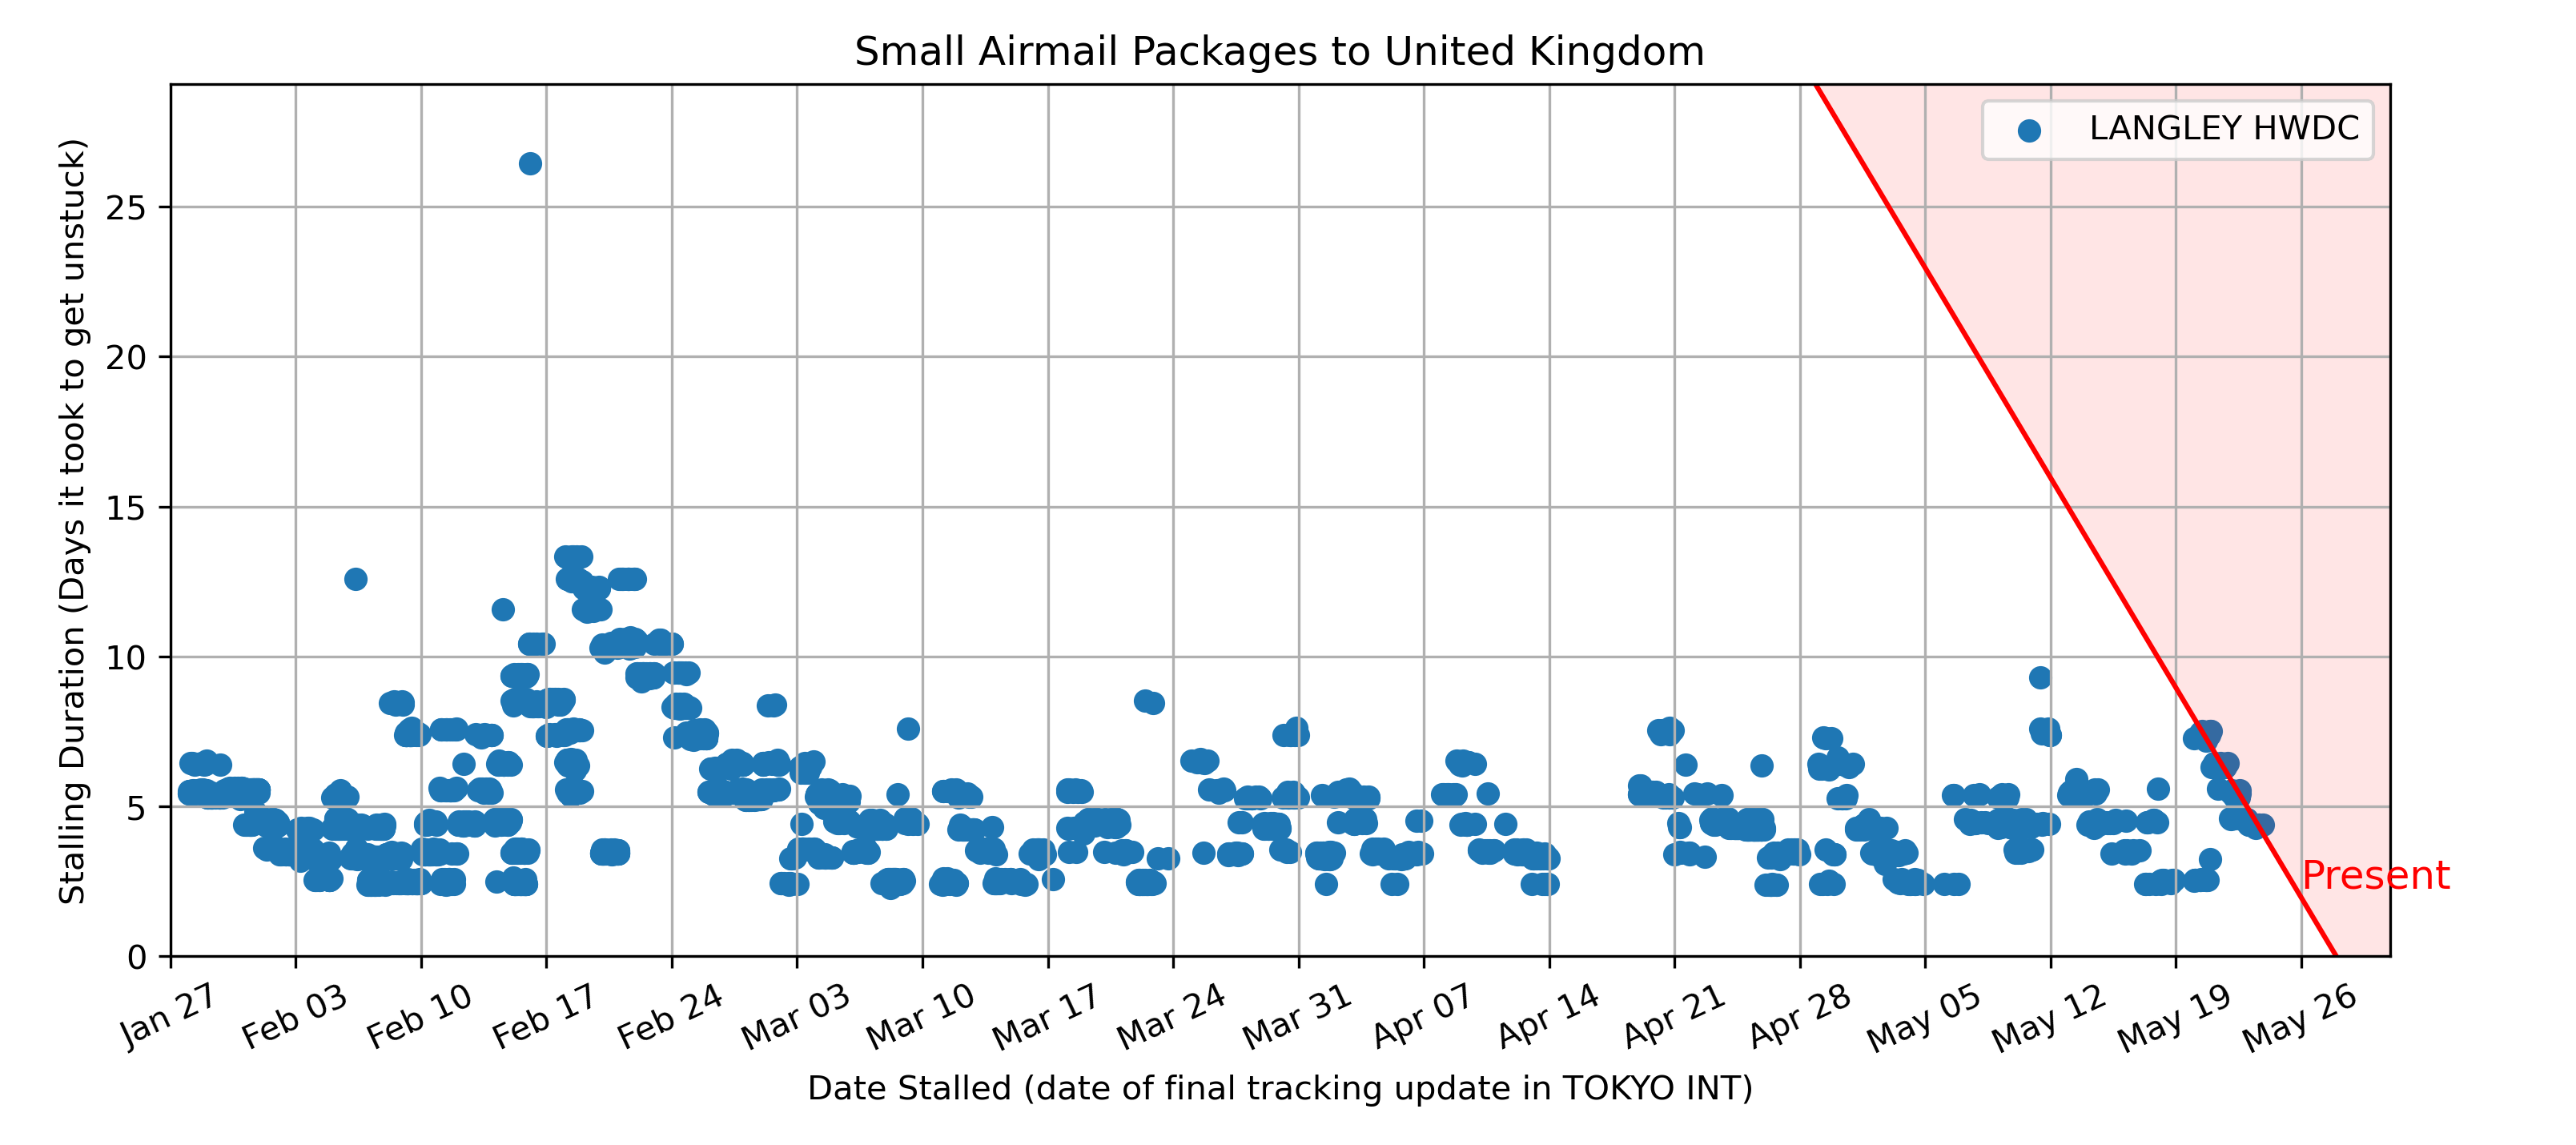 Small Airmail Packages to United Kingdom
LANGLEY HWDC
Stalling Duration (Days it took to get unstuck)
25
20
15
10
5
0
Present
Jan 27 Feb 03 Feb 10 Feb 17 Feb 24 Mar 03 Mar 10 Mar 17 Mar 24 Mar 31 Apr 07 Apr 14 Apr 21 Apr 28 May 05 May 12 May 19 May 26
Date Stalled (date of final tracking update in TOKYO INT)